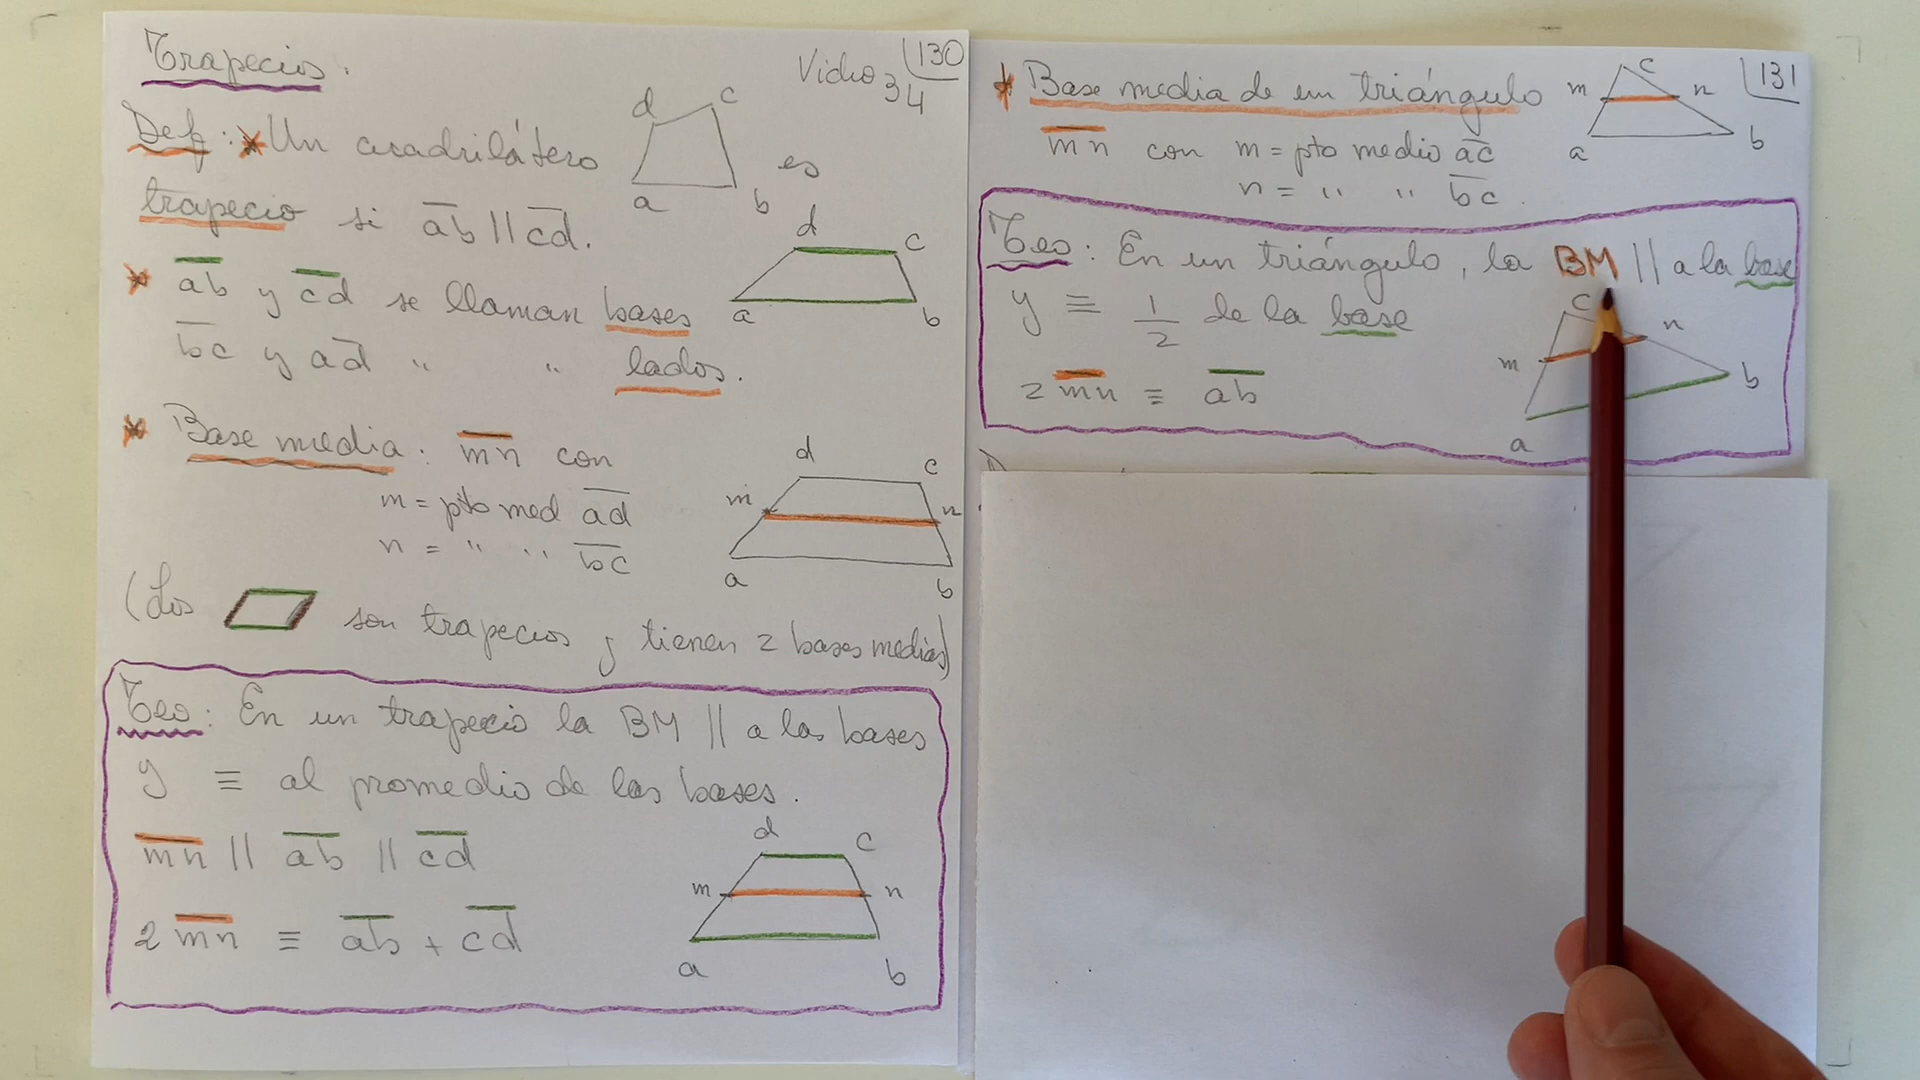 Trapecios.
Video 34
130
Def: * Un cuadrilátero
d
c
a
b
es
trapecio si ab // cd.
* ab y cd se llaman bases
bc y ad " " lados.
d
c
a
b
* Base media: mn con
m = pto med ad
n = " " bc
d
c
m
n
a
b
(Los son trapecios y tienen 2 bases medias)
Teo: En un trapecio la BM // a las bases
y ≡ al promedio de las bases.
mn // ab // cd
2 mn ≡ ab + cd
d
c
m
n
a
b
* Base media de un triángulo
131
mn con m = pto medio ac
n = " " bc.
c
m
n
a
b
Teo: En un triángulo, la BM // a la base
y ≡ 1/2 de la base
2 mn ≡ ab
c
n
m
b
a